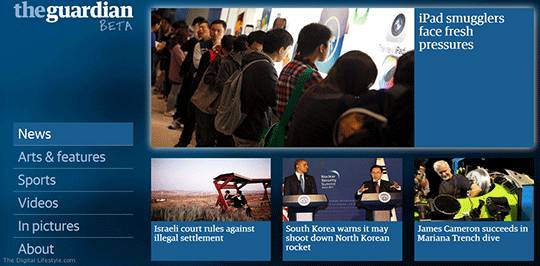 theguardian
BETA
News
Arts & features
Sports
Videos
In pictures
About
iPad smugglers
face fresh
pressures
Israeli court rules against
illegal settlement
South Korea warns it may
shoot down North Korean
rocket
James Cameron succeeds in
Mariana Trench dive
The Digital Lifestyle.com